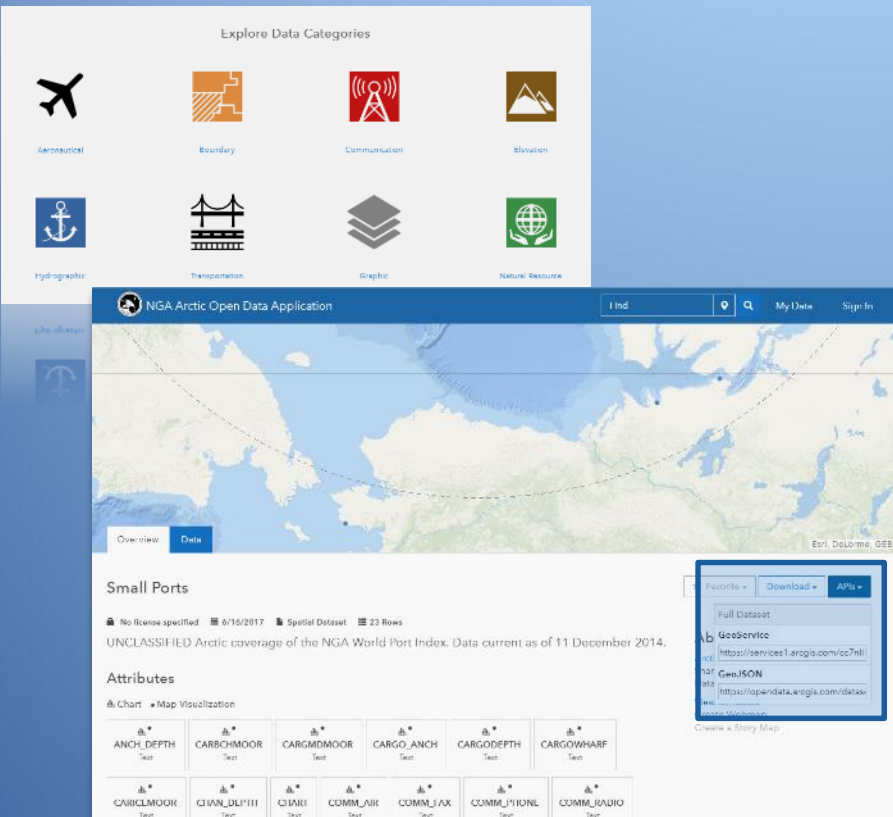 Explore Data Categories
Aeronautical Boundary Communication Elevation
Hydrographic Transportation Graphic Natural Resource
NGA Arctic Open Data Application Find My Data Sign In
Overview Data
Esri, DeLorme, GEB
Small Ports
Favorite Download APIs
No license specified 6/16/2017 Spatial Dataset 23 Rows
Full Dataset
UNCLASSIFIED Arctic coverage of the NGA World Port Index. Data current as of 11 December 2014.
GeoService
https://services1.arcgis.com/cc7nIl
GeoJSON
https://opendata.arcgis.com/datas
Attributes
Chart Map Visualization
Create Webmap
Create a Story Map
ANCH_DEPTH CARBCHMOOR CARGMDMOOR CARGO_ANCH CARGODEPTH CARGOWHARF
Text Text Text Text Text Text
CARICEMOOR CHAN_DEPTH CHART COMM_AIR COMM_FAX COMM_PHONE COMM_RADIO
Text Text Text Text Text Text Text